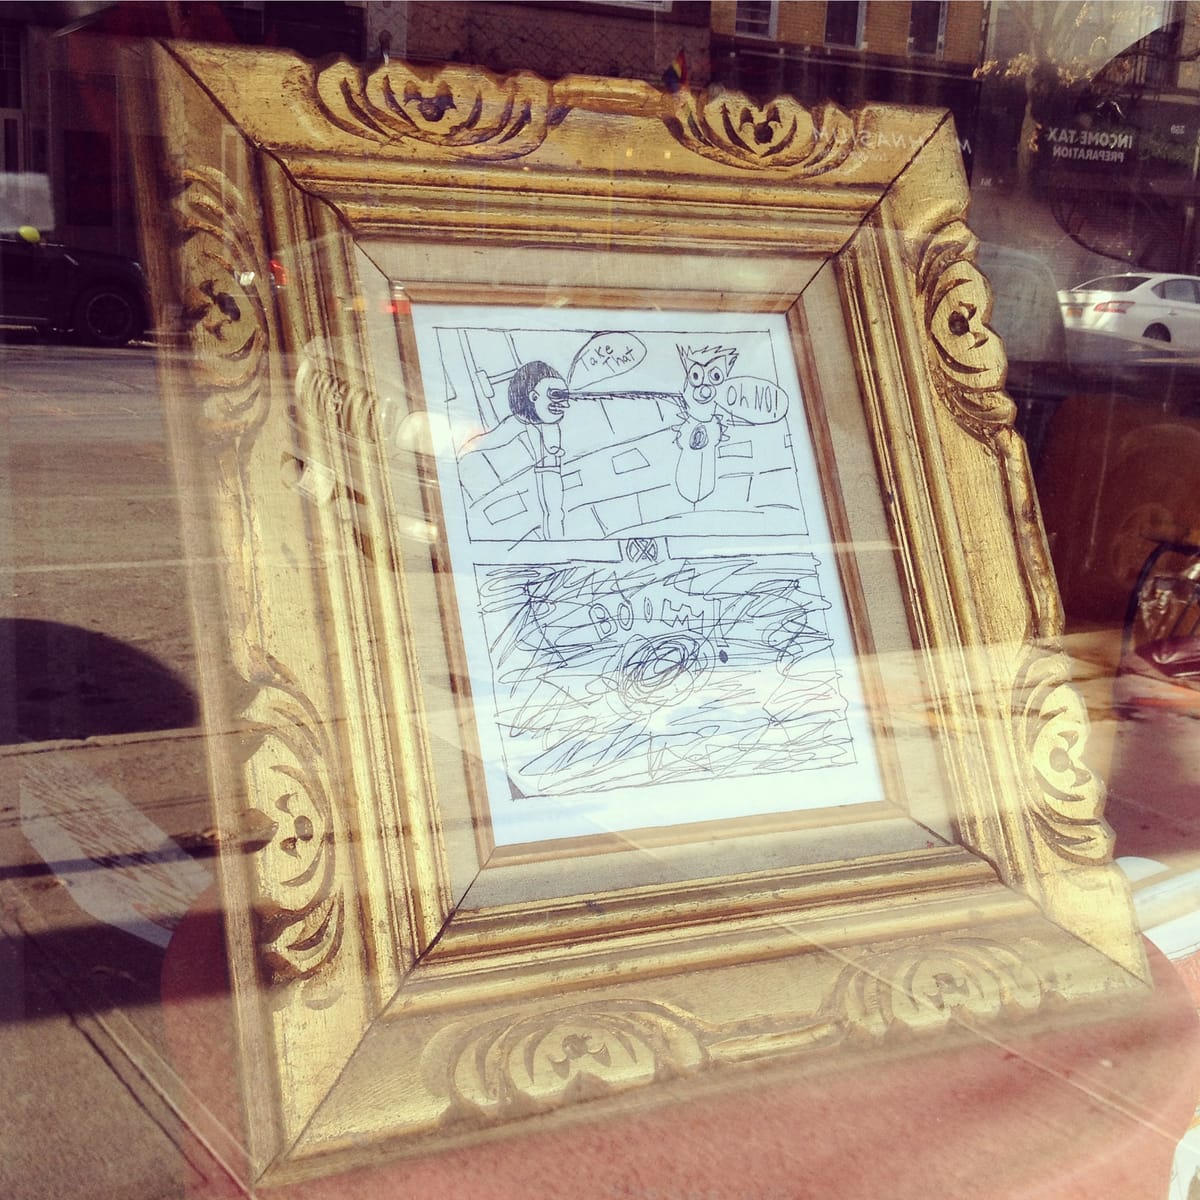 Take
That
Oh NO!
BOOM!!
INCOME TAX
PREPARATION